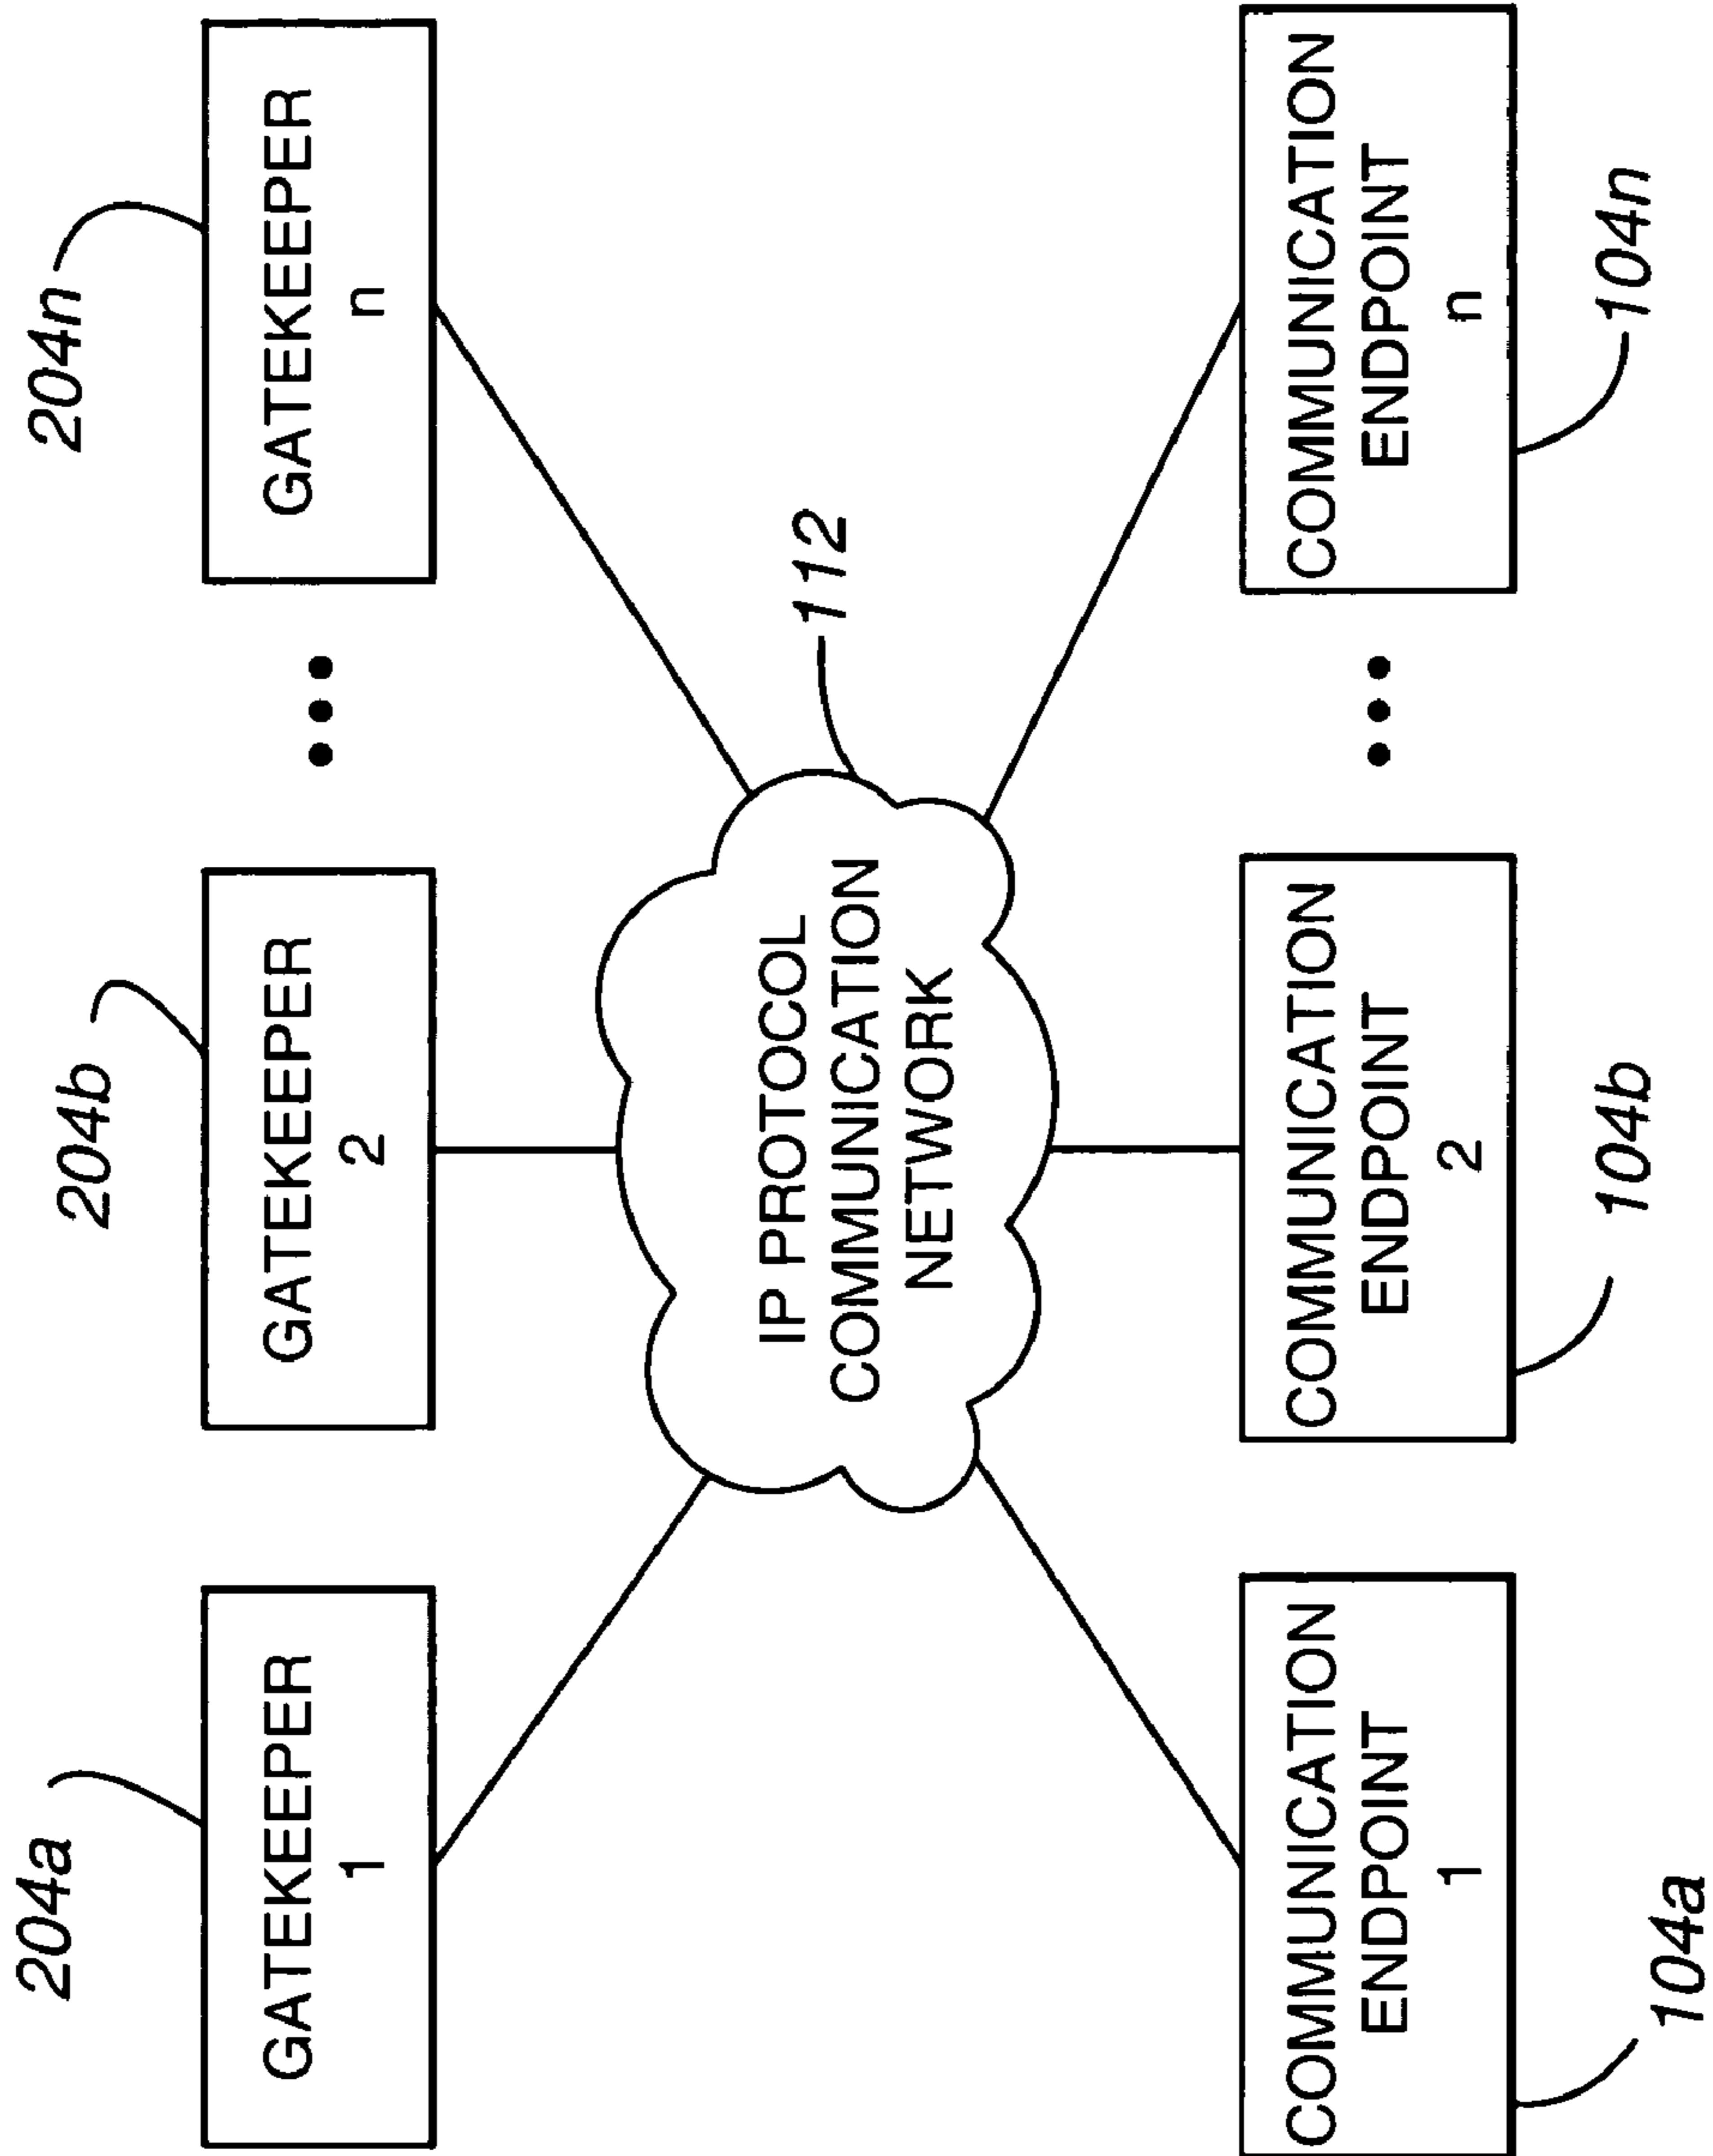 204a
204b
204n
GATEKEEPER
1
GATEKEEPER
2
• • •
GATEKEEPER
n
IP PROTOCOL
COMMUNICATION
NETWORK
112
COMMUNICATION
ENDPOINT
1
COMMUNICATION
ENDPOINT
2
• • •
COMMUNICATION
ENDPOINT
n
104a
104b
104n